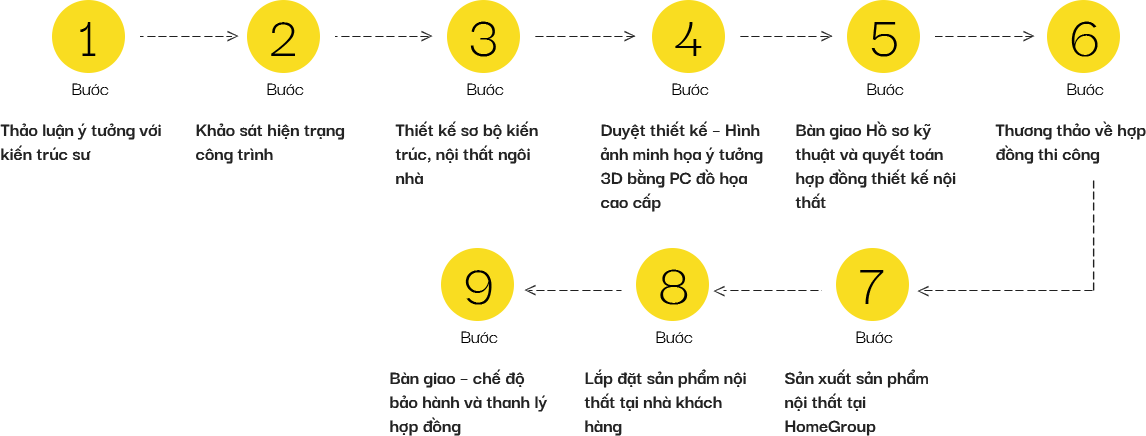 1
Bước
Thảo luận ý tưởng với
kiến trúc sư
2
Bước
Khảo sát hiện trạng
công trình
3
Bước
Thiết kế sơ bộ kiến
trúc, nội thất ngôi
nhà
4
Bước
Duyệt thiết kế – Hình
ảnh minh họa ý tưởng
3D bằng PC đồ họa
cao cấp
5
Bước
Bàn giao Hồ sơ kỹ
thuật và quyết toán
hợp đồng thiết kế nội
thất
6
Bước
Thương thảo về hợp
đồng thi công
7
Bước
Sản xuất sản phẩm
nội thất tại
HomeGroup
8
Bước
Lắp đặt sản phẩm nội
thất tại nhà khách
hàng
9
Bước
Bàn giao – chế độ
bảo hành và thanh lý
hợp đồng